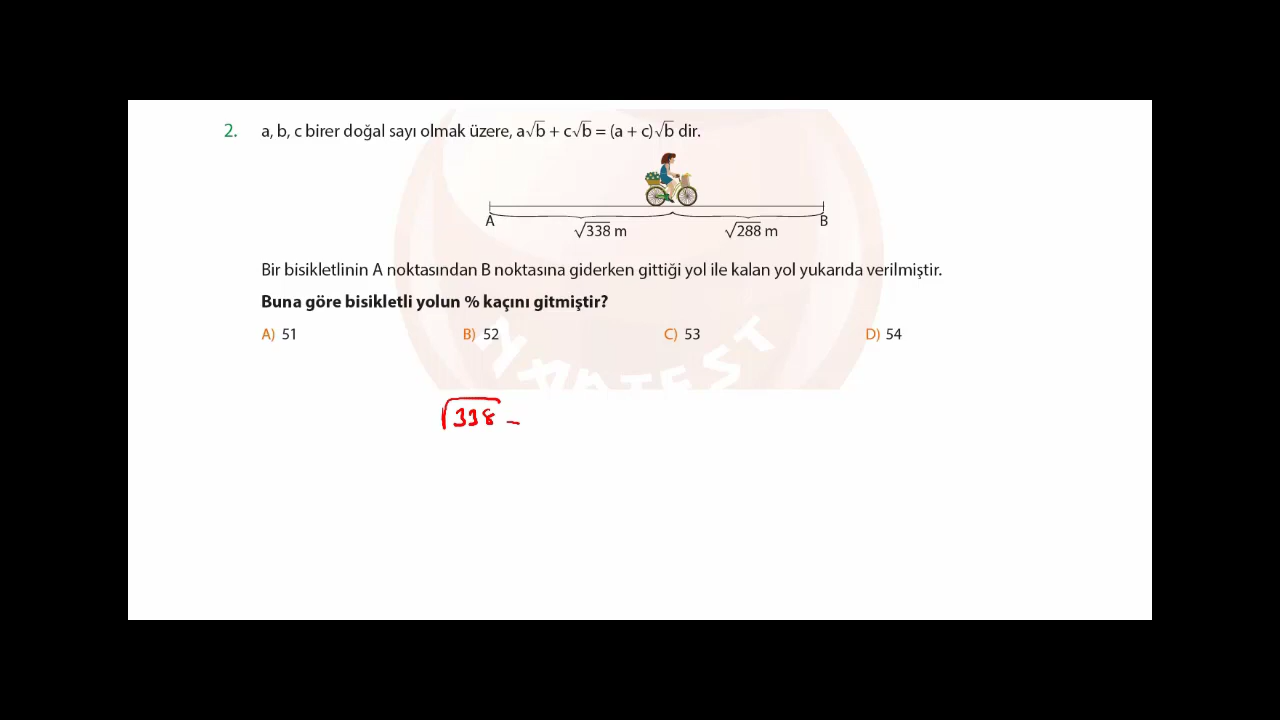 2. a, b, c birer doğal sayı olmak üzere, a√b + c√b = (a + c)√b dir.
A B
√338 m √288 m
Bir bisikletlinin A noktasından B noktasına giderken gittiği yol ile kalan yol yukarıda verilmiştir.
Buna göre bisikletli yolun % kaçını gitmiştir?
A) 51 B) 52 C) 53 D) 54
√338 -